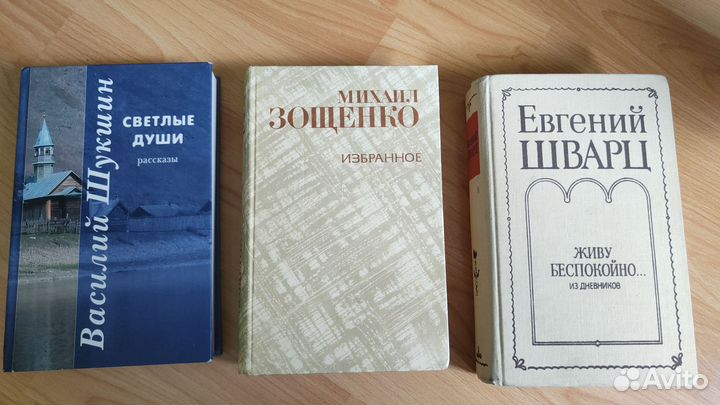 Василий Шукшин
СВЕТЛЫЕ
ДУШИ
рассказы
МИХАИЛ
ЗОЩЕНКО
ИЗБРАННОЕ
ЕВГЕНИЙ
ШВАРЦ
ЖИВУ
БЕСПОКОЙНО...
ИЗ ДНЕВНИКОВ
Avito